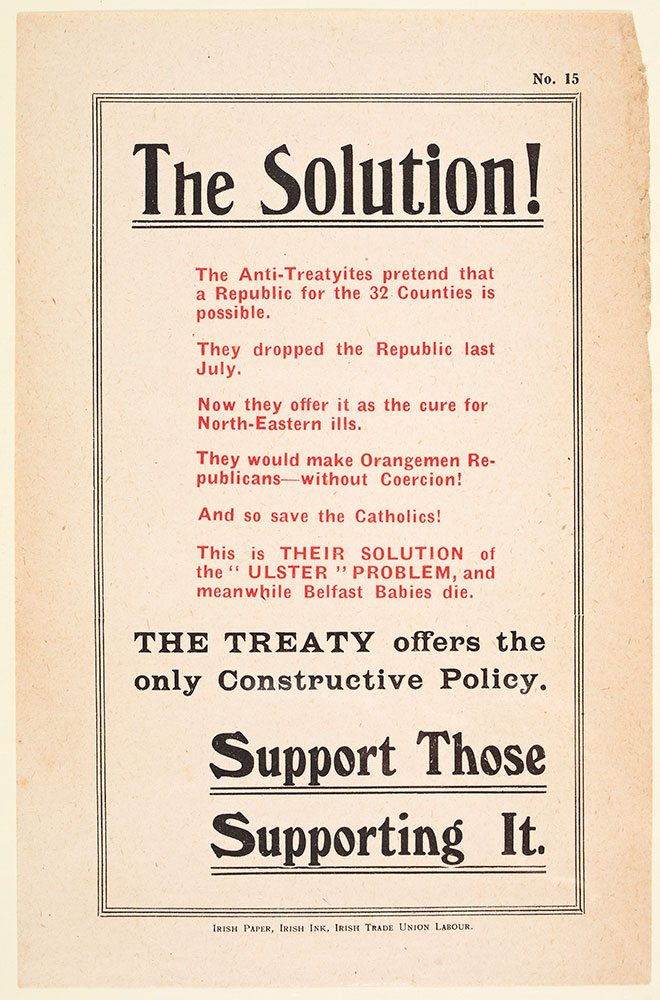 No. 15
The Solution!
The Anti-Treatyites pretend that
a Republic for the 32 Counties is
possible.
They dropped the Republic last
July.
Now they offer it as the cure for
North-Eastern ills.
They would make Orangemen Re-
publicans—without Coercion!
And so save the Catholics!
This is THEIR SOLUTION of
the “ ULSTER ” PROBLEM, and
meanwhile Belfast Babies die.
THE TREATY offers the
only Constructive Policy.
Support Those
Supporting It.
Irish Paper, Irish Ink, Irish Trade Union Labour.